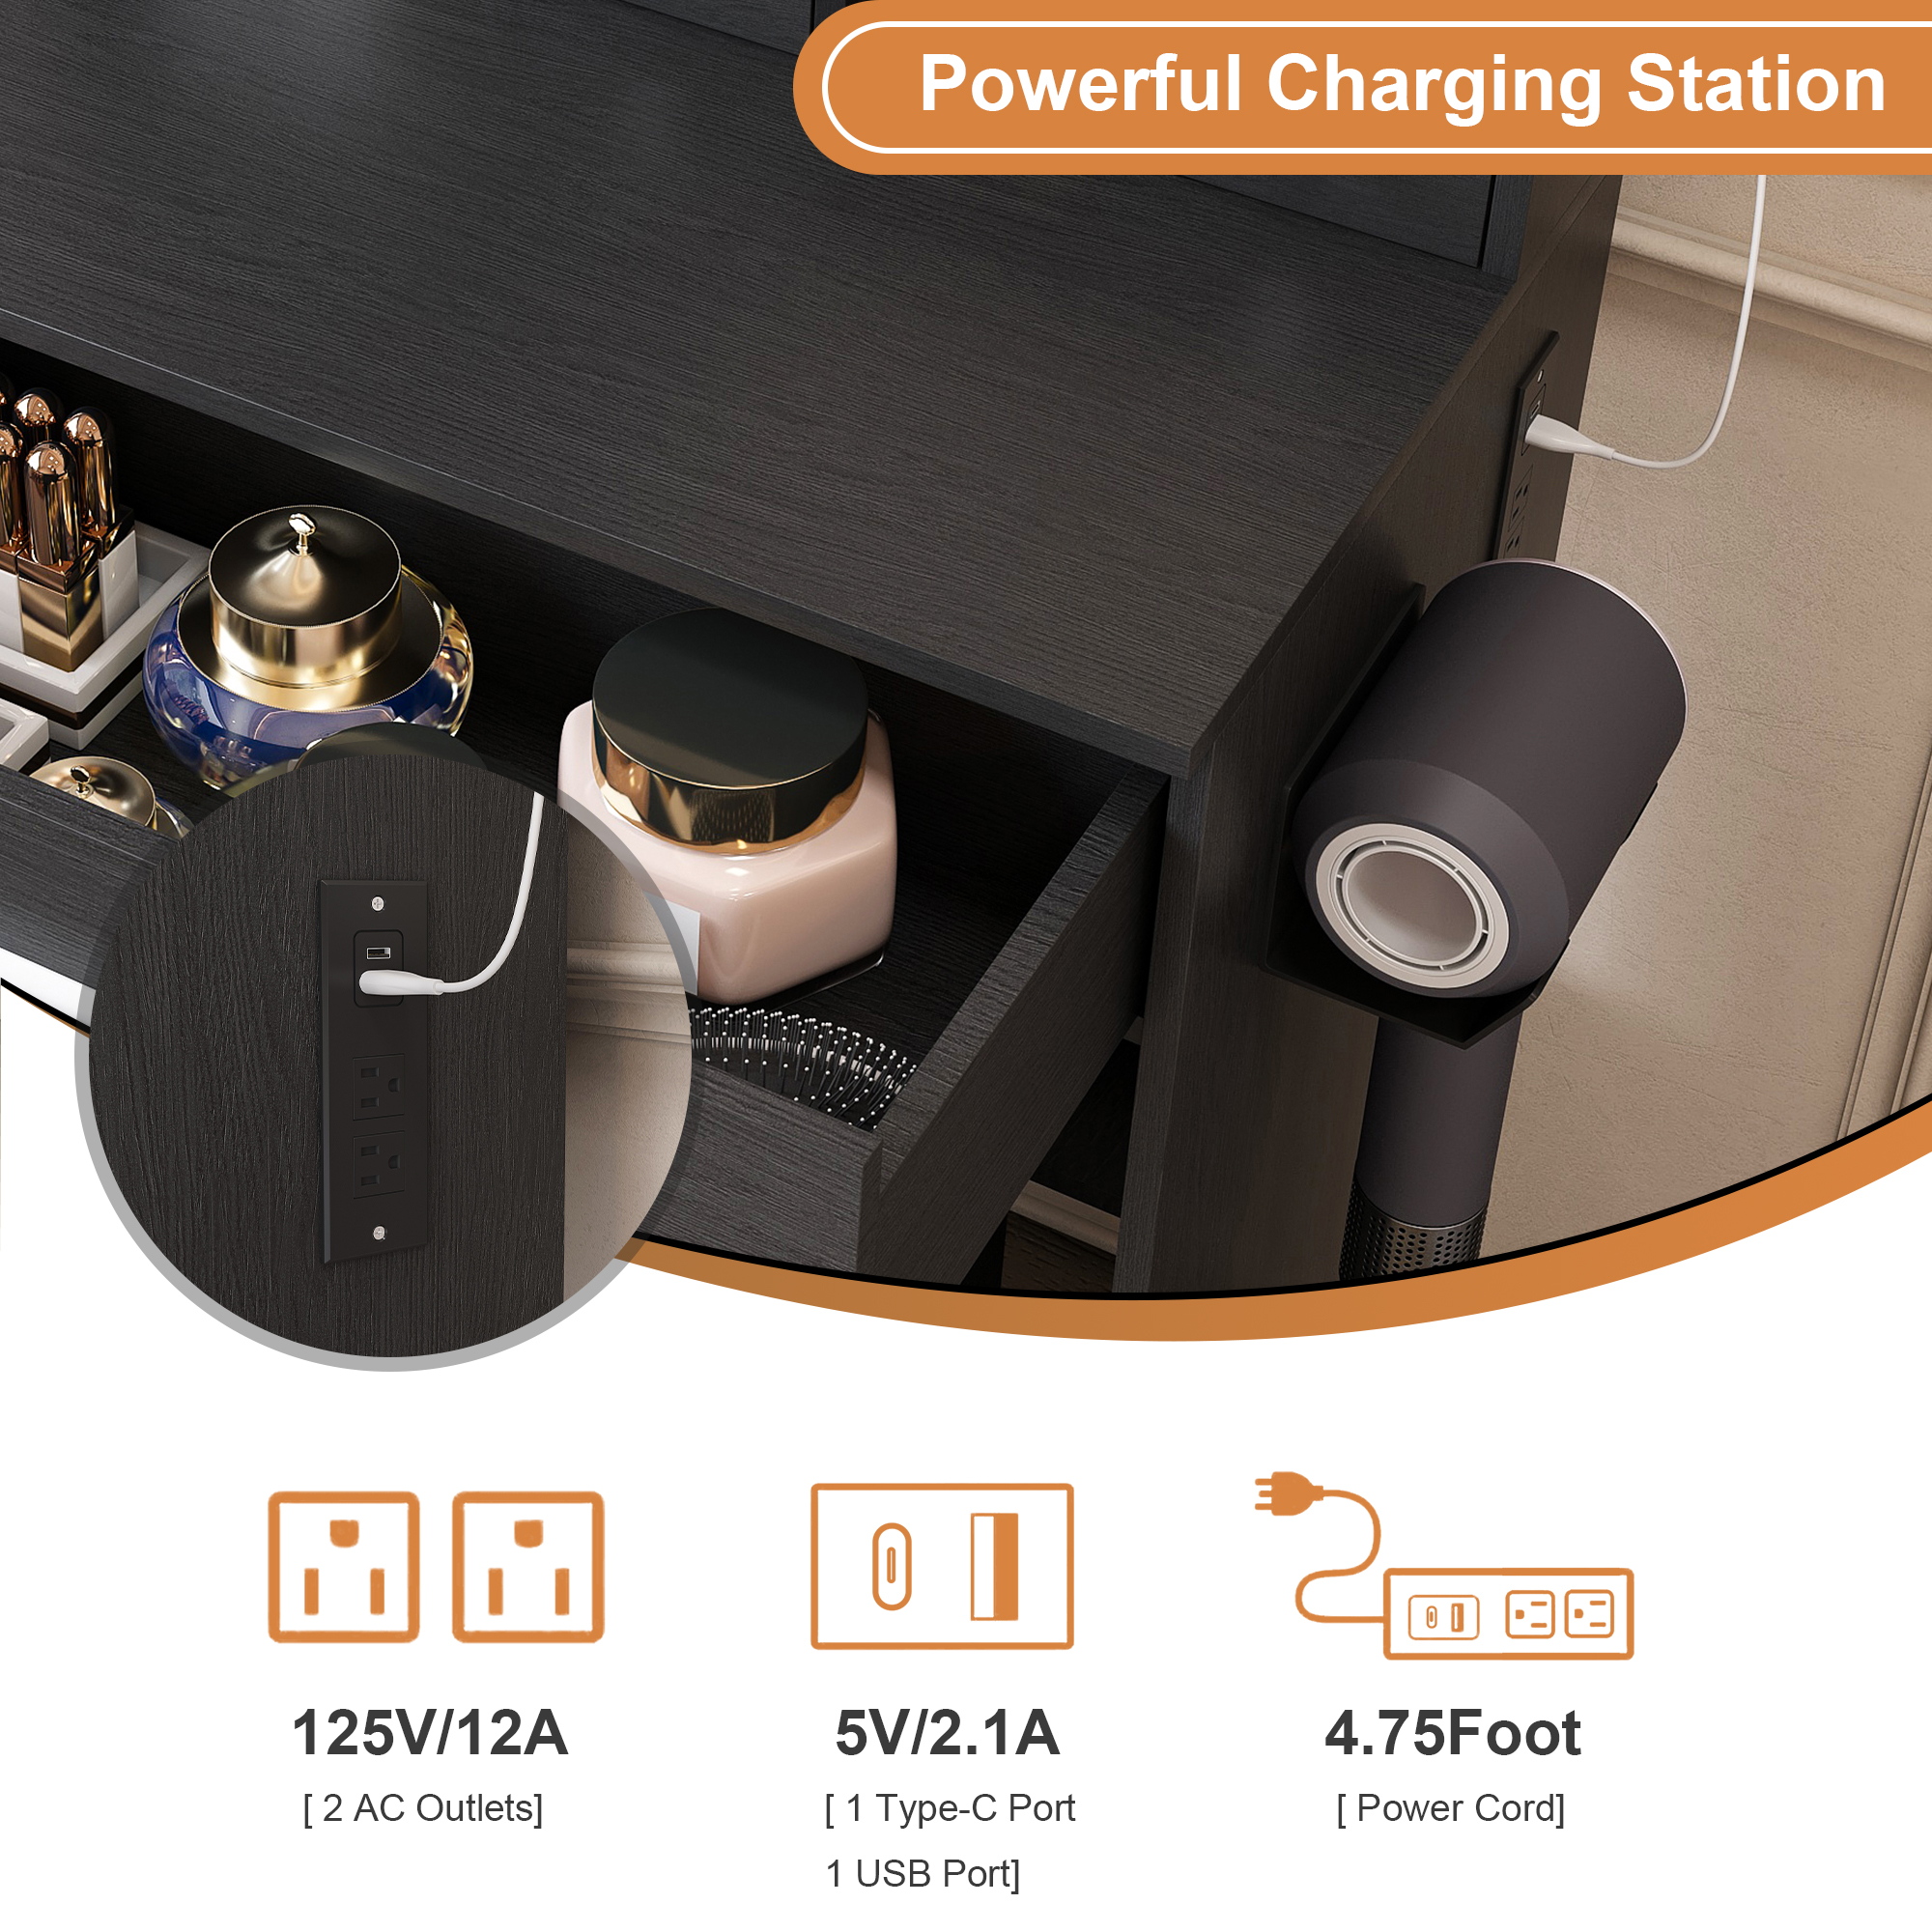 Powerful Charging Station
125V/12A
[ 2 AC Outlets]
5V/2.1A
[ 1 Type-C Port
1 USB Port]
4.75Foot
[ Power Cord]